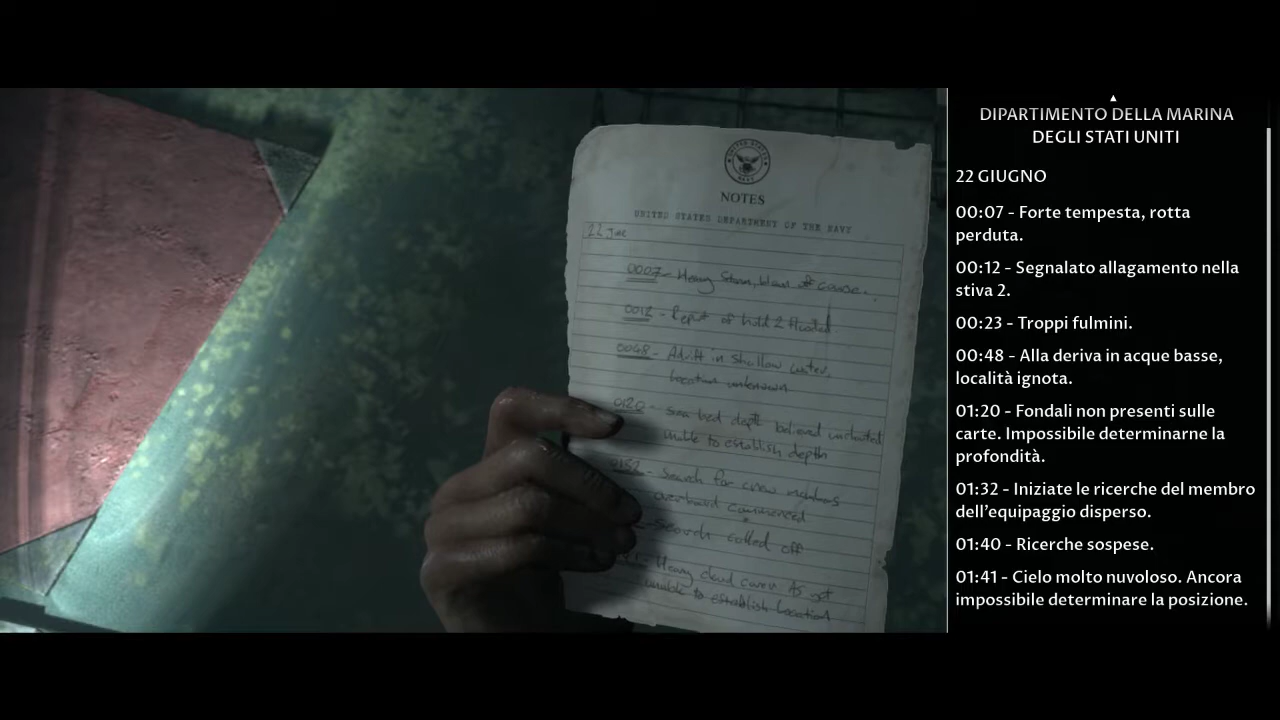 UNITED STATES
NAVY
NOTES
UNITED STATES DEPARTMENT OF THE NAVY
22 June
0007 - Heavy Storm, blown off course...
0012 - Report of hold 2 flooded
0048 - Adrift in shallow water,
location unknown
0120 - sea bed depth believed uncharted
unable to establish depth
0132 - Search for crew members
overboard commenced
Search called off
Heavy cloud cover. As yet
unable to establish location
DIPARTIMENTO DELLA MARINA
DEGLI STATI UNITI
22 GIUGNO
00:07 - Forte tempesta, rotta
perduta.
00:12 - Segnalato allagamento nella
stiva 2.
00:23 - Troppi fulmini.
00:48 - Alla deriva in acque basse,
località ignota.
01:20 - Fondali non presenti sulle
carte. Impossibile determinarne la
profondità.
01:32 - Iniziate le ricerche del membro
dell'equipaggio disperso.
01:40 - Ricerche sospese.
01:41 - Cielo molto nuvoloso. Ancora
impossibile determinare la posizione.